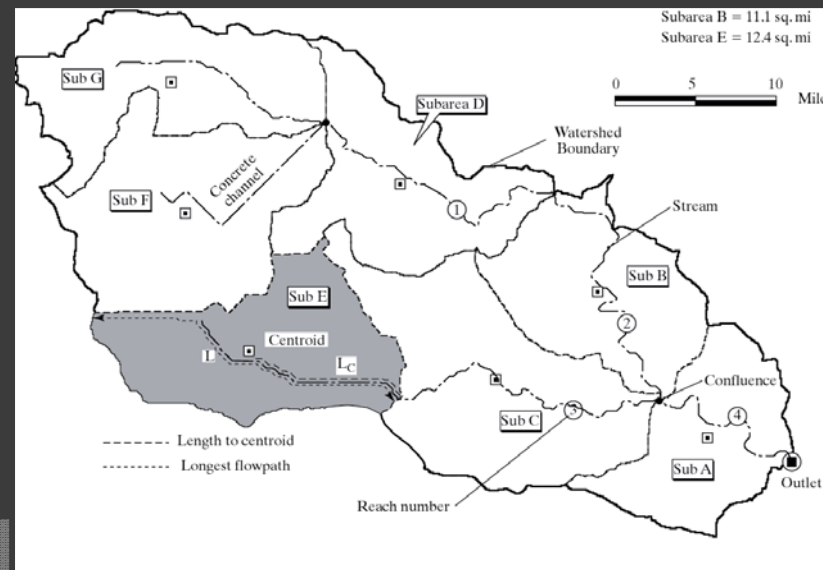 Subarea B = 11.1 sq. mi
Subarea E = 12.4 sq. mi
0 5 10
Mile
Sub G
Subarea D
Watershed
Boundary
Concrete
channel
Sub F
1
Stream
Sub B
Sub E
2
Centroid
L
LC
Confluence
Sub C
3
4
Sub A
Length to centroid
Longest flowpath
Outlet
Reach number